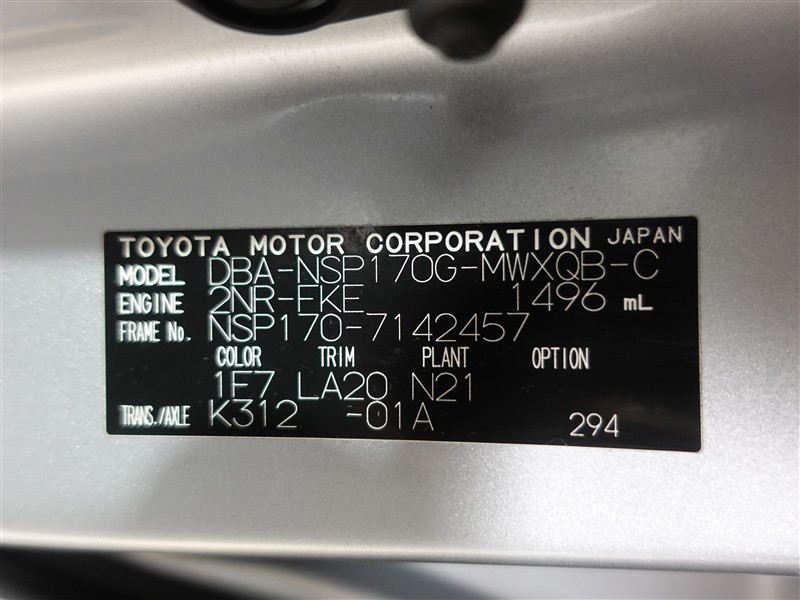 TOYOTA MOTOR CORPORATION JAPAN
MODEL DBA-NSP170G-MWXQB-C
ENGINE 2NR-FKE 1496 mL
FRAME No. NSP170-7142457
COLOR TRIM PLANT OPTION
1F7 LA20 N21
TRANS./AXLE K312 -01A 294